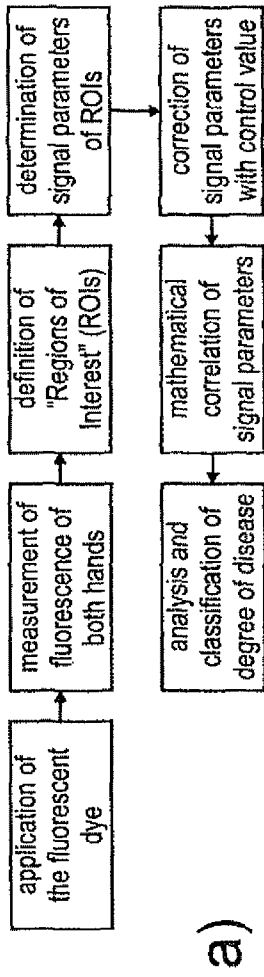 application of
the fluorescent
dye
measurement of
fluorescence of
both hands
definition of
"Regions of
Interest" (ROIs)
determination of
signal parameters
of ROIs
correction of
signal parameters
with control value
mathematical
correlation of
signal parameters
analysis and
classification of
degree of disease
a)